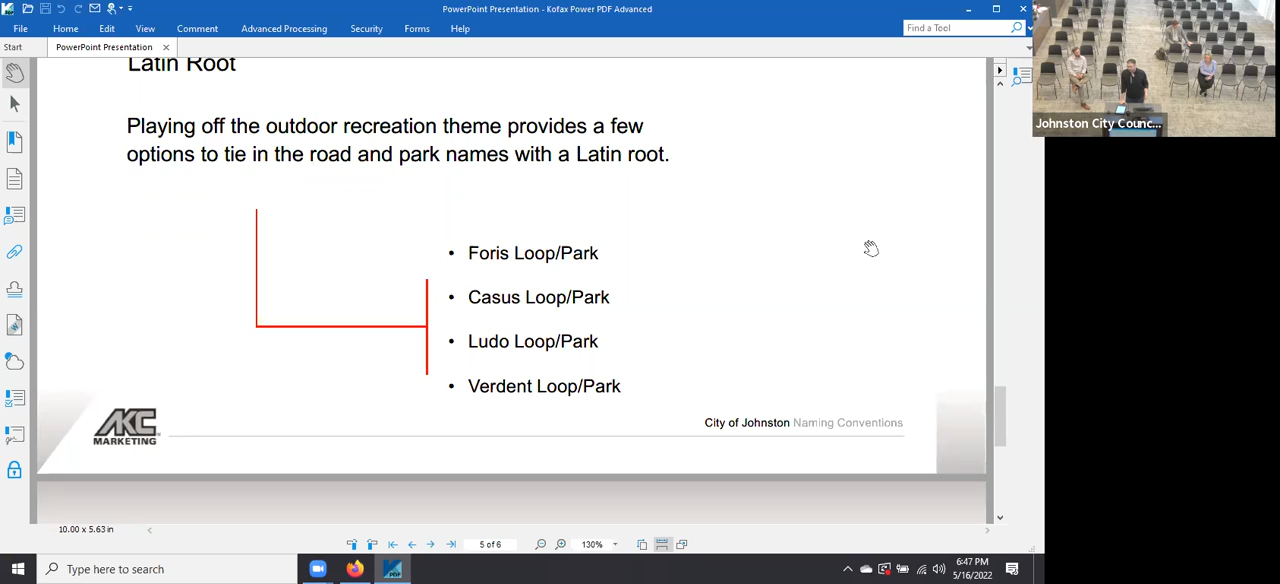 PowerPoint Presentation - Kofax Power PDF Advanced
File Home Edit View Comment Advanced Processing Security Forms Help
Find a Tool
Start PowerPoint Presentation ×
Latin Root
Playing off the outdoor recreation theme provides a few
options to tie in the road and park names with a Latin root.
• Foris Loop/Park
• Casus Loop/Park
• Ludo Loop/Park
• Verdent Loop/Park
AKC
MARKETING
City of Johnston Naming Conventions
Johnston City Counc...
10.00 x 5.63 in
5 of 6
130%
Type here to search
PDF
6:47 PM
5/16/2022